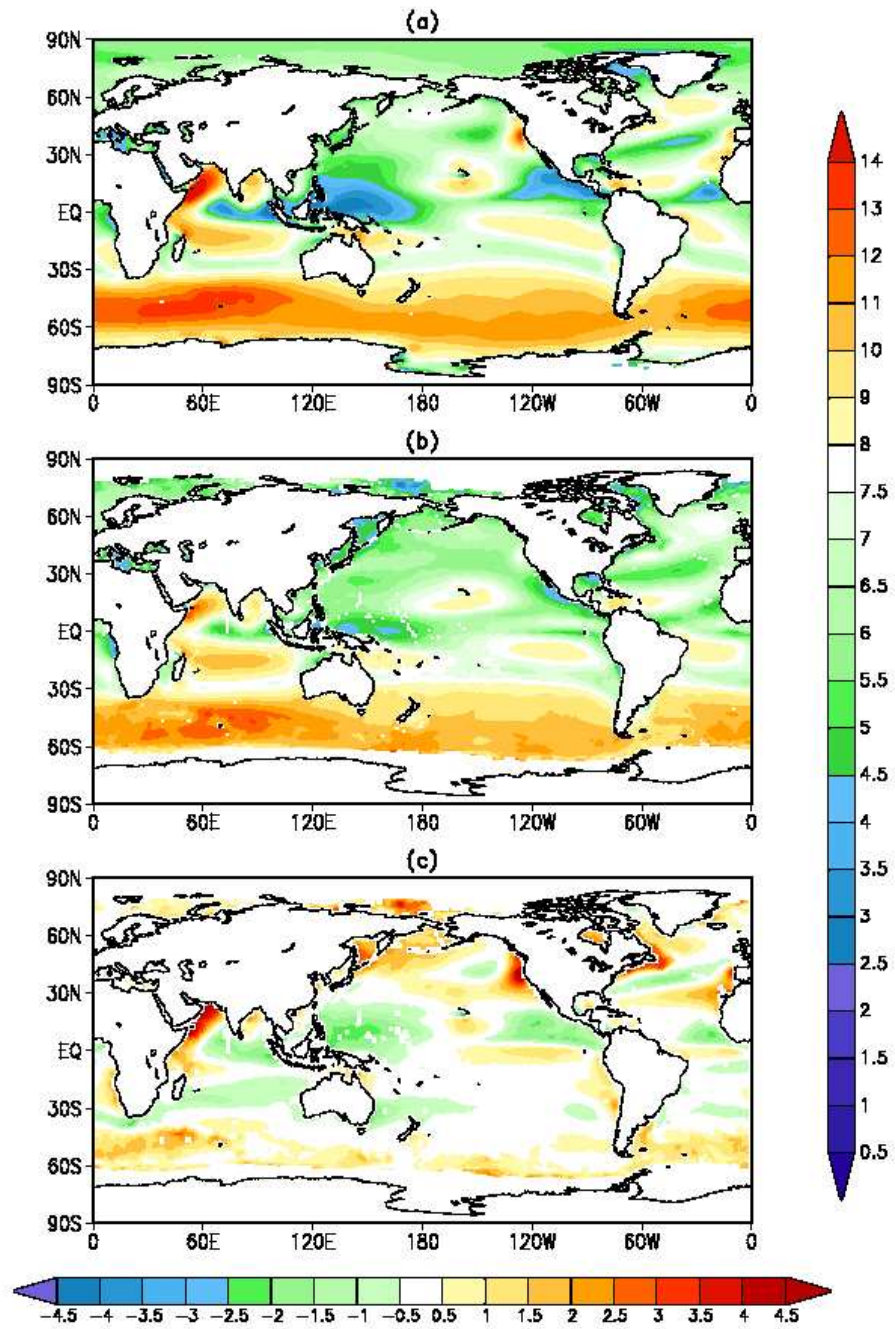 (a)
90N
60N
30N
EQ
30S
60S
90S
0 60E 120E 180 120W 60W 0
(b)
90N
60N
30N
EQ
30S
60S
90S
0 60E 120E 180 120W 60W 0
(c)
90N
60N
30N
EQ
30S
60S
90S
0 60E 120E 180 120W 60W 0
14
13
12
11
10
9
8
7.5
7
6.5
6
5.5
5
4.5
4
3.5
3
2.5
2
1.5
1
0.5
-4.5 -4 -3.5 -3 -2.5 -2 -1.5 -1 -0.5 0.5 1 1.5 2 2.5 3 3.5 4 4.5